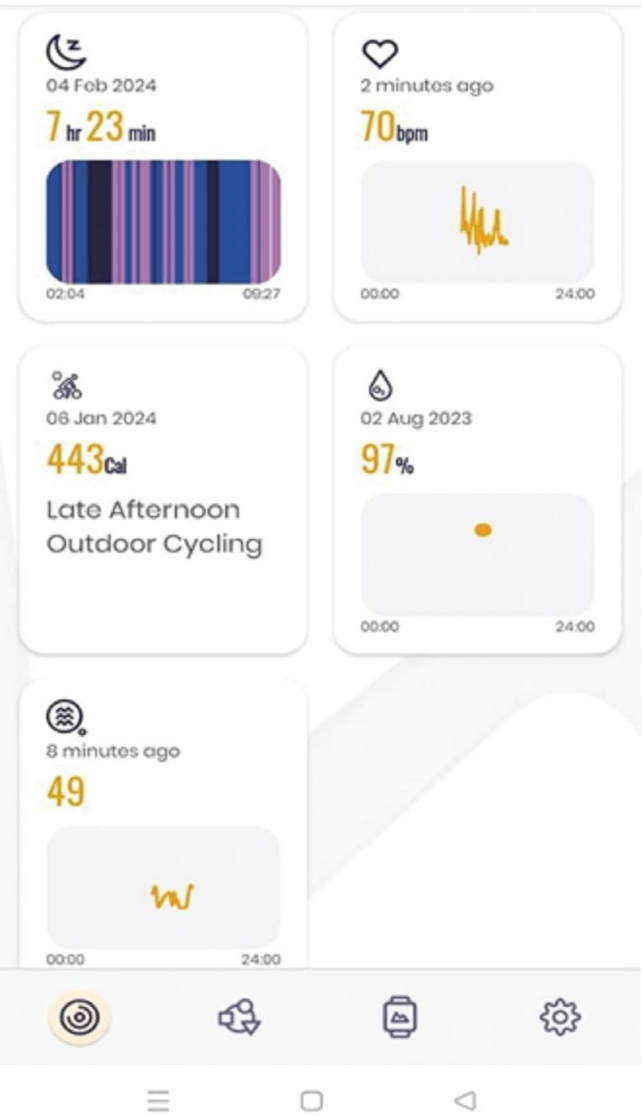 04 Feb 2024
7 hr 23 min
02:04 09:27
2 minutes ago
70bpm
00:00 24:00
06 Jan 2024
443Cal
Late Afternoon
Outdoor Cycling
02 Aug 2023
97%
00:00 24:00
8 minutes ago
49
00:00 24:00